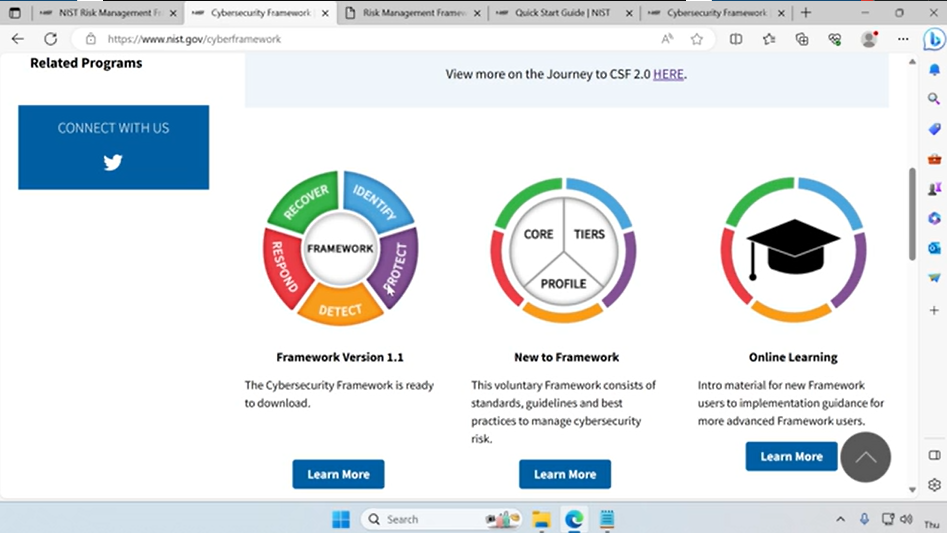 NIST Risk Management Fr
Cybersecurity Framework
Risk Management Framew
Quick Start Guide | NIST
Cybersecurity Framework
https://www.nist.gov/cyberframework
Related Programs
View more on the Journey to CSF 2.0 HERE.
CONNECT WITH US
RECOVER
IDENTIFY
FRAMEWORK
RESPOND
PROTECT
DETECT
CORE
TIERS
PROFILE
Framework Version 1.1
The Cybersecurity Framework is ready
to download.
Learn More
New to Framework
This voluntary Framework consists of
standards, guidelines and best
practices to manage cybersecurity
risk.
Learn More
Online Learning
Intro material for new Framework
users to implementation guidance for
more advanced Framework users.
Learn More
Search
Thu